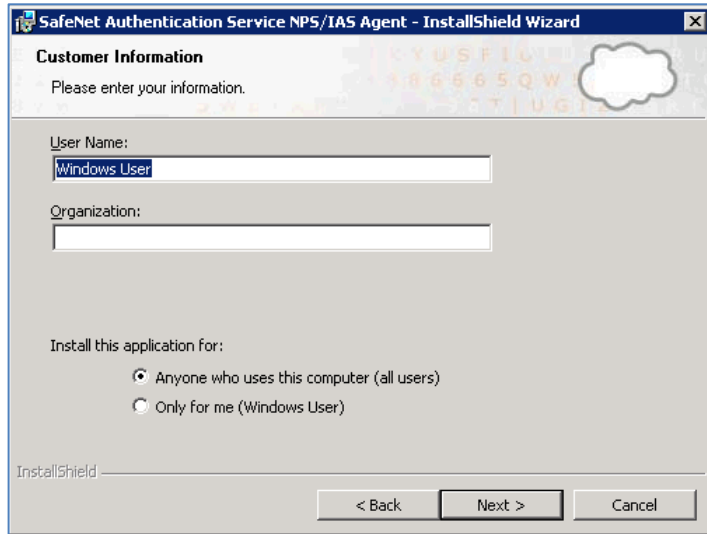 SafeNet Authentication Service NPS/IAS Agent - InstallShield Wizard
Customer Information
Please enter your information.
User Name:
Windows User
Organization:
Install this application for:
Anyone who uses this computer (all users)
Only for me (Windows User)
InstallShield
< Back Next > Cancel